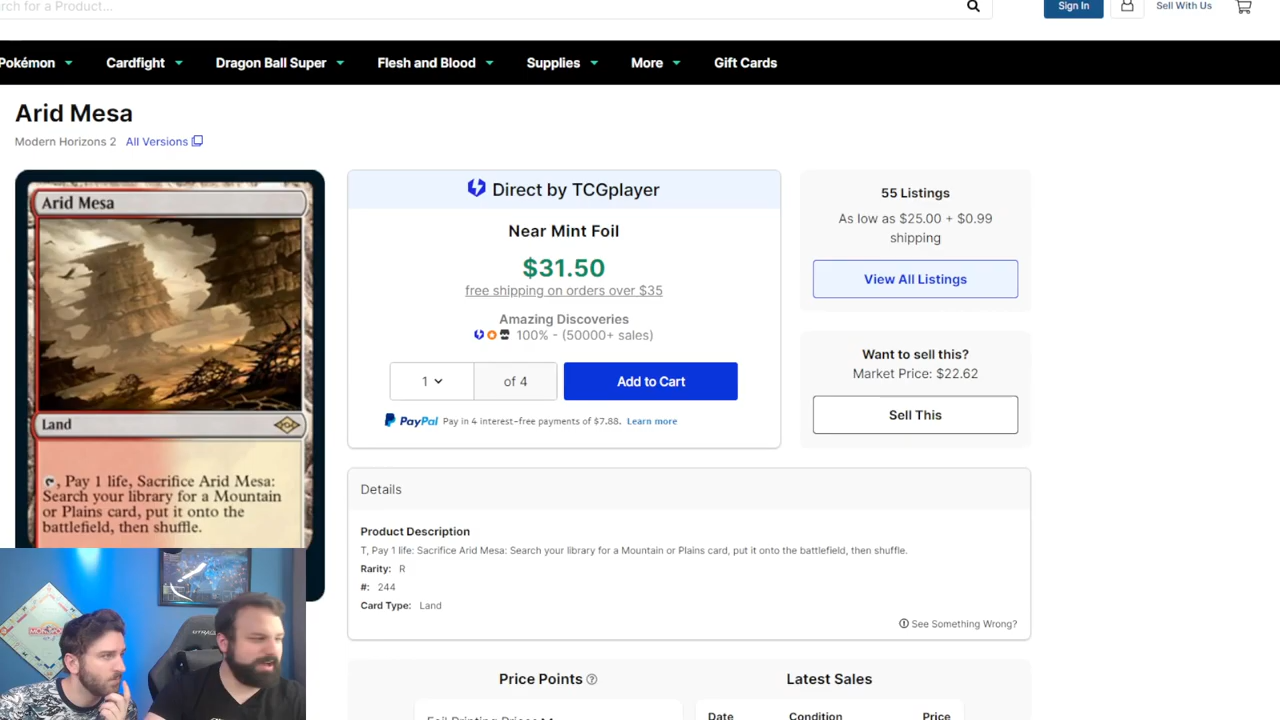 rch for a Product...
Sign In
Sell With Us
Pokémon
Cardfight
Dragon Ball Super
Flesh and Blood
Supplies
More
Gift Cards
Arid Mesa
Modern Horizons 2 All Versions
Arid Mesa
Land
, Pay 1 life, Sacrifice Arid Mesa:
Search your library for a Mountain
or Plains card, put it onto the
battlefield, then shuffle.
Direct by TCGplayer
Near Mint Foil
$31.50
free shipping on orders over $35
Amazing Discoveries
100% - (50000+ sales)
1
of 4
Add to Cart
PayPal Pay in 4 interest-free payments of $7.88. Learn more
55 Listings
As low as $25.00 + $0.99
shipping
View All Listings
Want to sell this?
Market Price: $22.62
Sell This
Details
Product Description
T, Pay 1 life: Sacrifice Arid Mesa: Search your library for a Mountain or Plains card, put it onto the battlefield, then shuffle.
Rarity: R
#: 244
Card Type: Land
See Something Wrong?
Price Points
Latest Sales
Date
Condition
Price